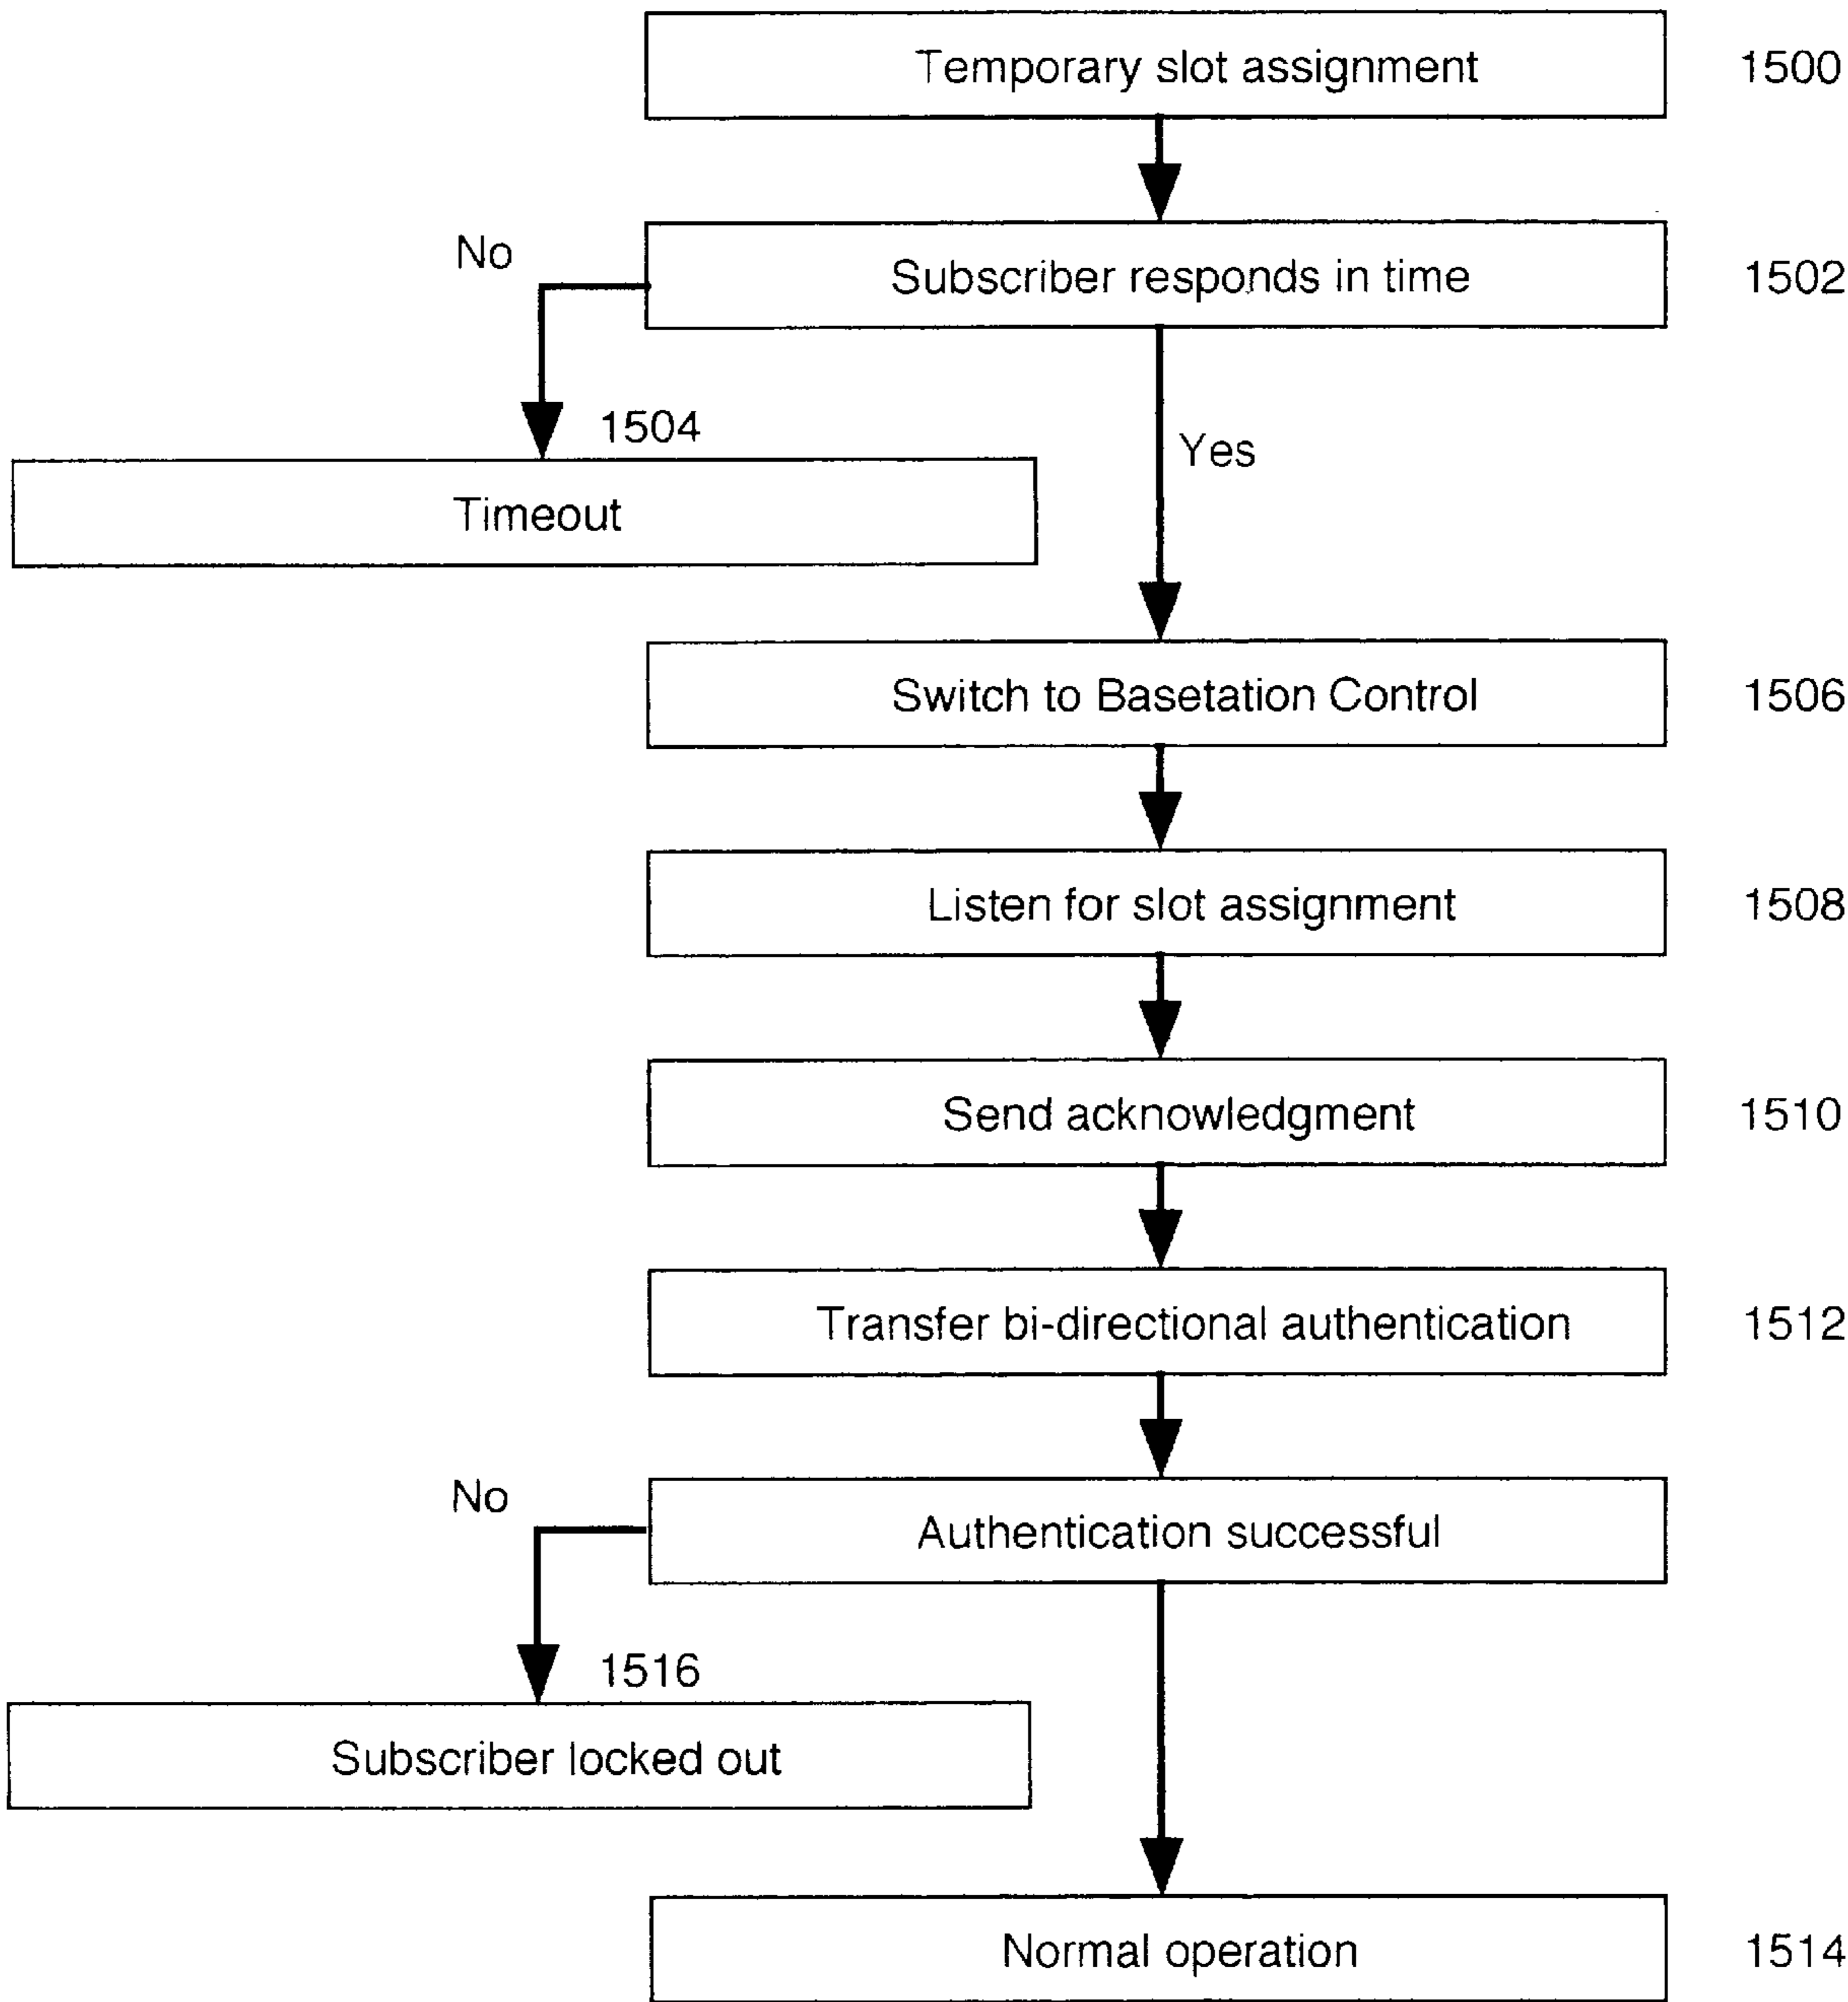 Temporary slot assignment 1500
Subscriber responds in time 1502
No
1504
Timeout
Yes
Switch to Basetation Control 1506
Listen for slot assignment 1508
Send acknowledgment 1510
Transfer bi-directional authentication 1512
Authentication successful
No
1516
Subscriber locked out
Normal operation 1514